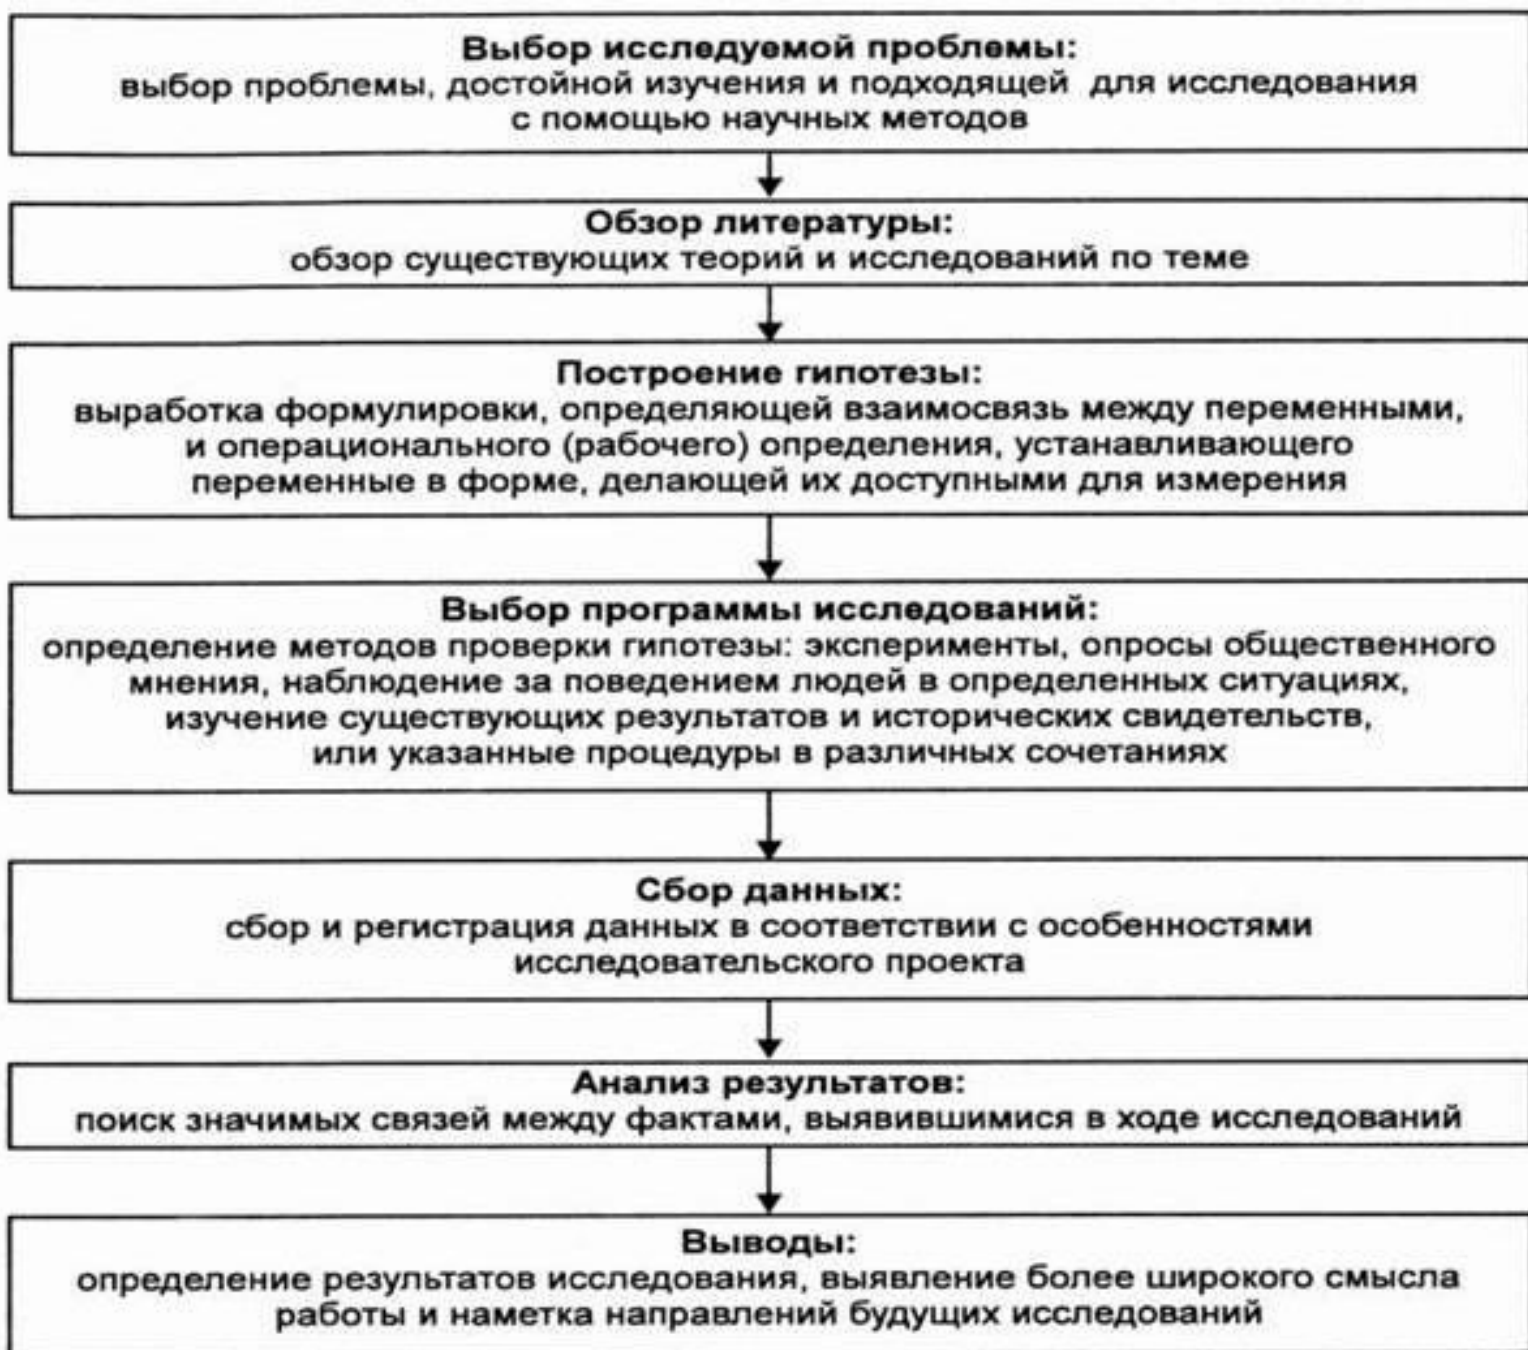 Выбор исследуемой проблемы:
выбор проблемы, достойной изучения и подходящей для исследования
с помощью научных методов
Обзор литературы:
обзор существующих теорий и исследований по теме
Построение гипотезы:
выработка формулировки, определяющей взаимосвязь между переменными,
и операционального (рабочего) определения, устанавливающего
переменные в форме, делающей их доступными для измерения
Выбор программы исследований:
определение методов проверки гипотезы: эксперименты, опросы общественного
мнения, наблюдение за поведением людей в определенных ситуациях,
изучение существующих результатов и исторических свидетельств,
или указанные процедуры в различных сочетаниях
Сбор данных:
сбор и регистрация данных в соответствии с особенностями
исследовательского проекта
Анализ результатов:
поиск значимых связей между фактами, выявившимися в ходе исследований
Выводы:
определение результатов исследования, выявление более широкого смысла
работы и наметка направлений будущих исследований